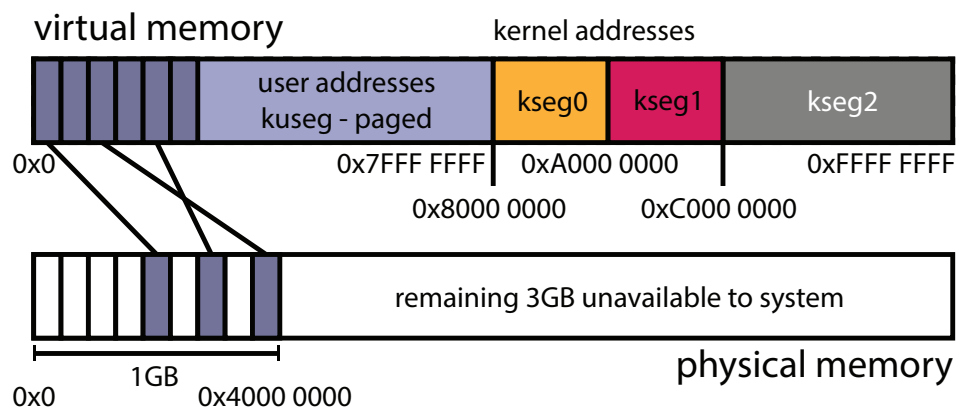 virtual memory
kernel addresses
user addresses
kuseg - paged
kseg0
kseg1
kseg2
0x0
0x7FFF FFFF
0xA000 0000
0xFFFF FFFF
0x8000 0000
0xC000 0000
remaining 3GB unavailable to system
1GB
physical memory
0x0
0x4000 0000